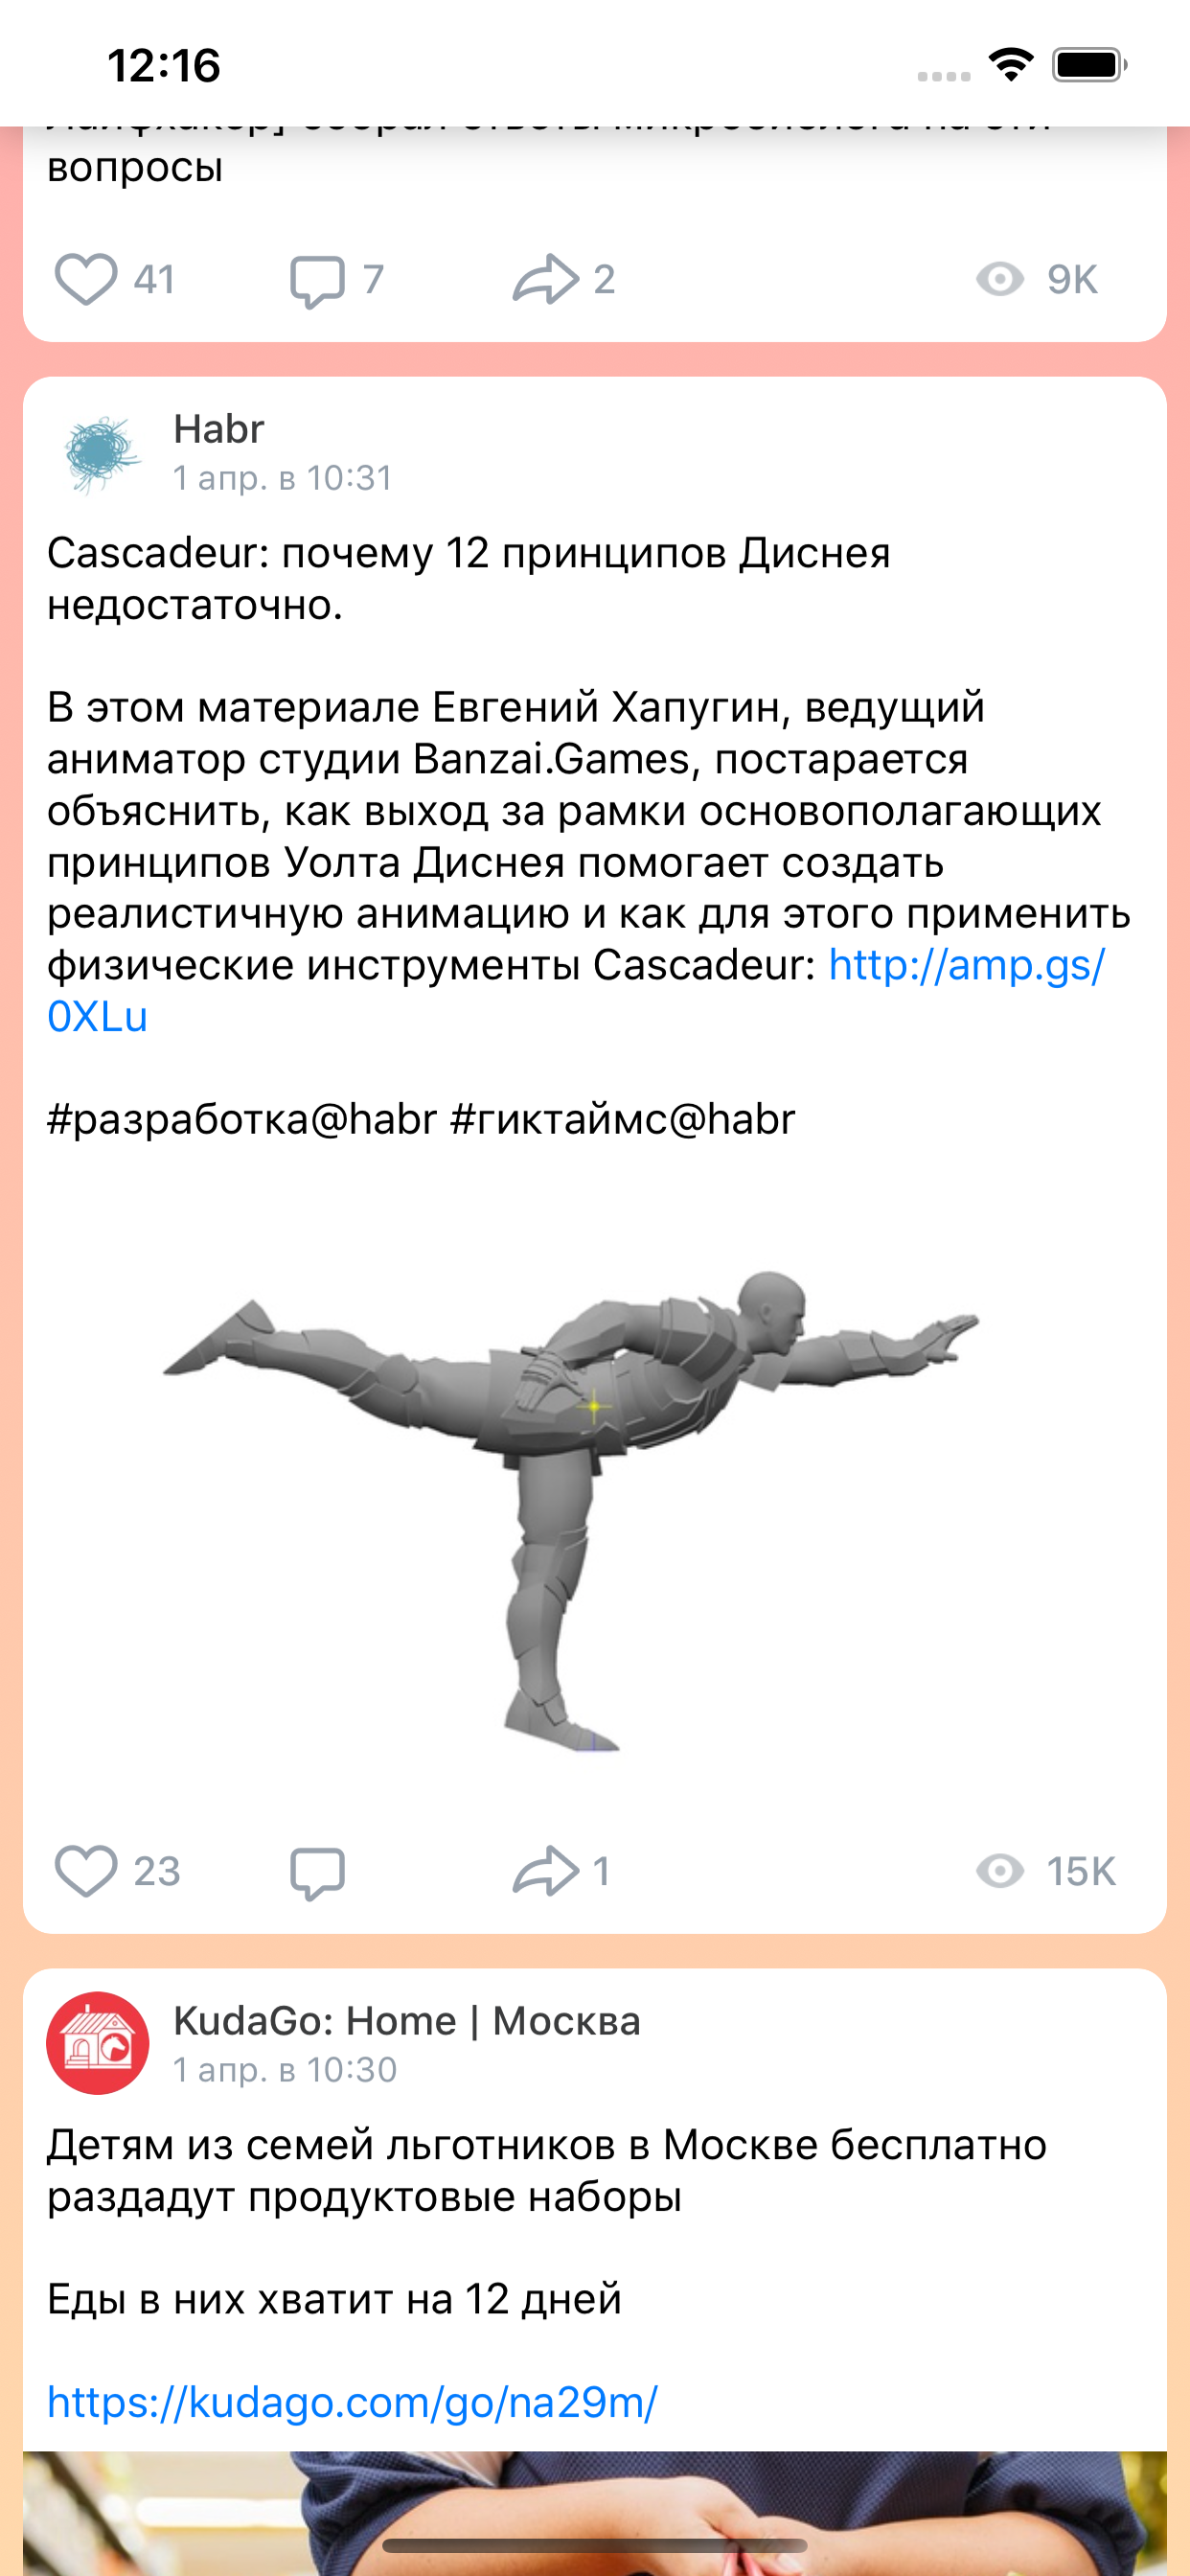 12:16
вопросы
41
7
2
9K
Habr
1 апр. в 10:31
Cascadeur: почему 12 принципов Диснея
недостаточно.
В этом материале Евгений Хапугин, ведущий
аниматор студии Banzai.Games, постарается
объяснить, как выход за рамки основополагающих
принципов Уолта Диснея помогает создать
реалистичную анимацию и как для этого применить
физические инструменты Cascadeur: http://amp.gs/
0XLu
#разработка@habr #гиктаймс@habr
23
1
15K
KudaGo: Home | Москва
1 апр. в 10:30
Детям из семей льготников в Москве бесплатно
раздадут продуктовые наборы
Еды в них хватит на 12 дней
https://kudago.com/go/na29m/